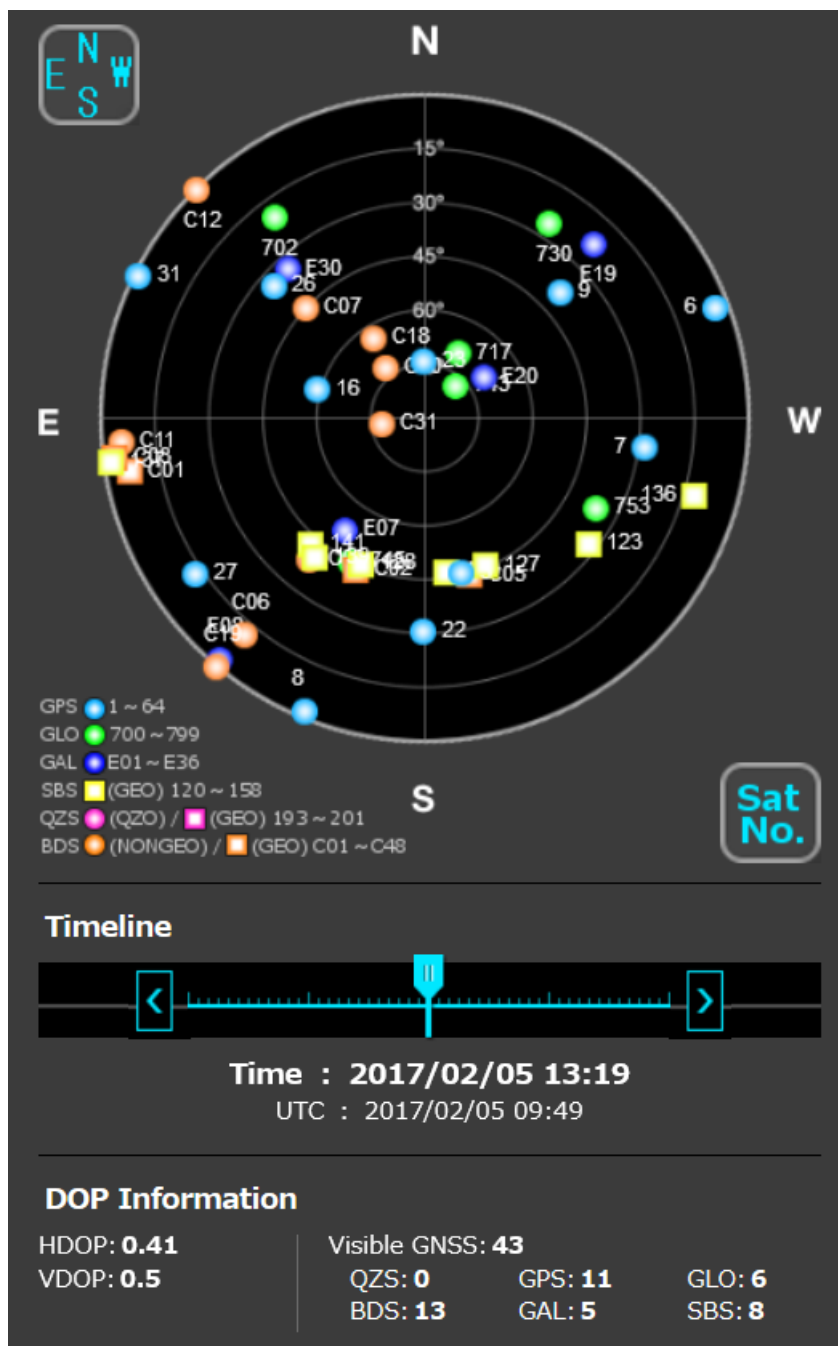 N
E W
S
N
15°
30°
45°
60°
C12
702
730
E19
31
E30
26
9
6
C07
C18
23
717
E20
16
E
C31
W
C11
7
C01
136
753
E07
141
123
127
C02
C05
27
C06
E08
C19
22
8
GPS 1 ~ 64
GLO 700 ~ 799
GAL E01 ~ E36
SBS (GEO) 120 ~ 158
QZS (QZO) / (GEO) 193 ~ 201
BDS (NONGEO) / (GEO) C01 ~ C48
S
Sat
No.
Timeline
< >
Time : 2017/02/05 13:19
UTC : 2017/02/05 09:49
DOP Information
HDOP: 0.41
VDOP: 0.5
Visible GNSS: 43
QZS: 0 GPS: 11 GLO: 6
BDS: 13 GAL: 5 SBS: 8